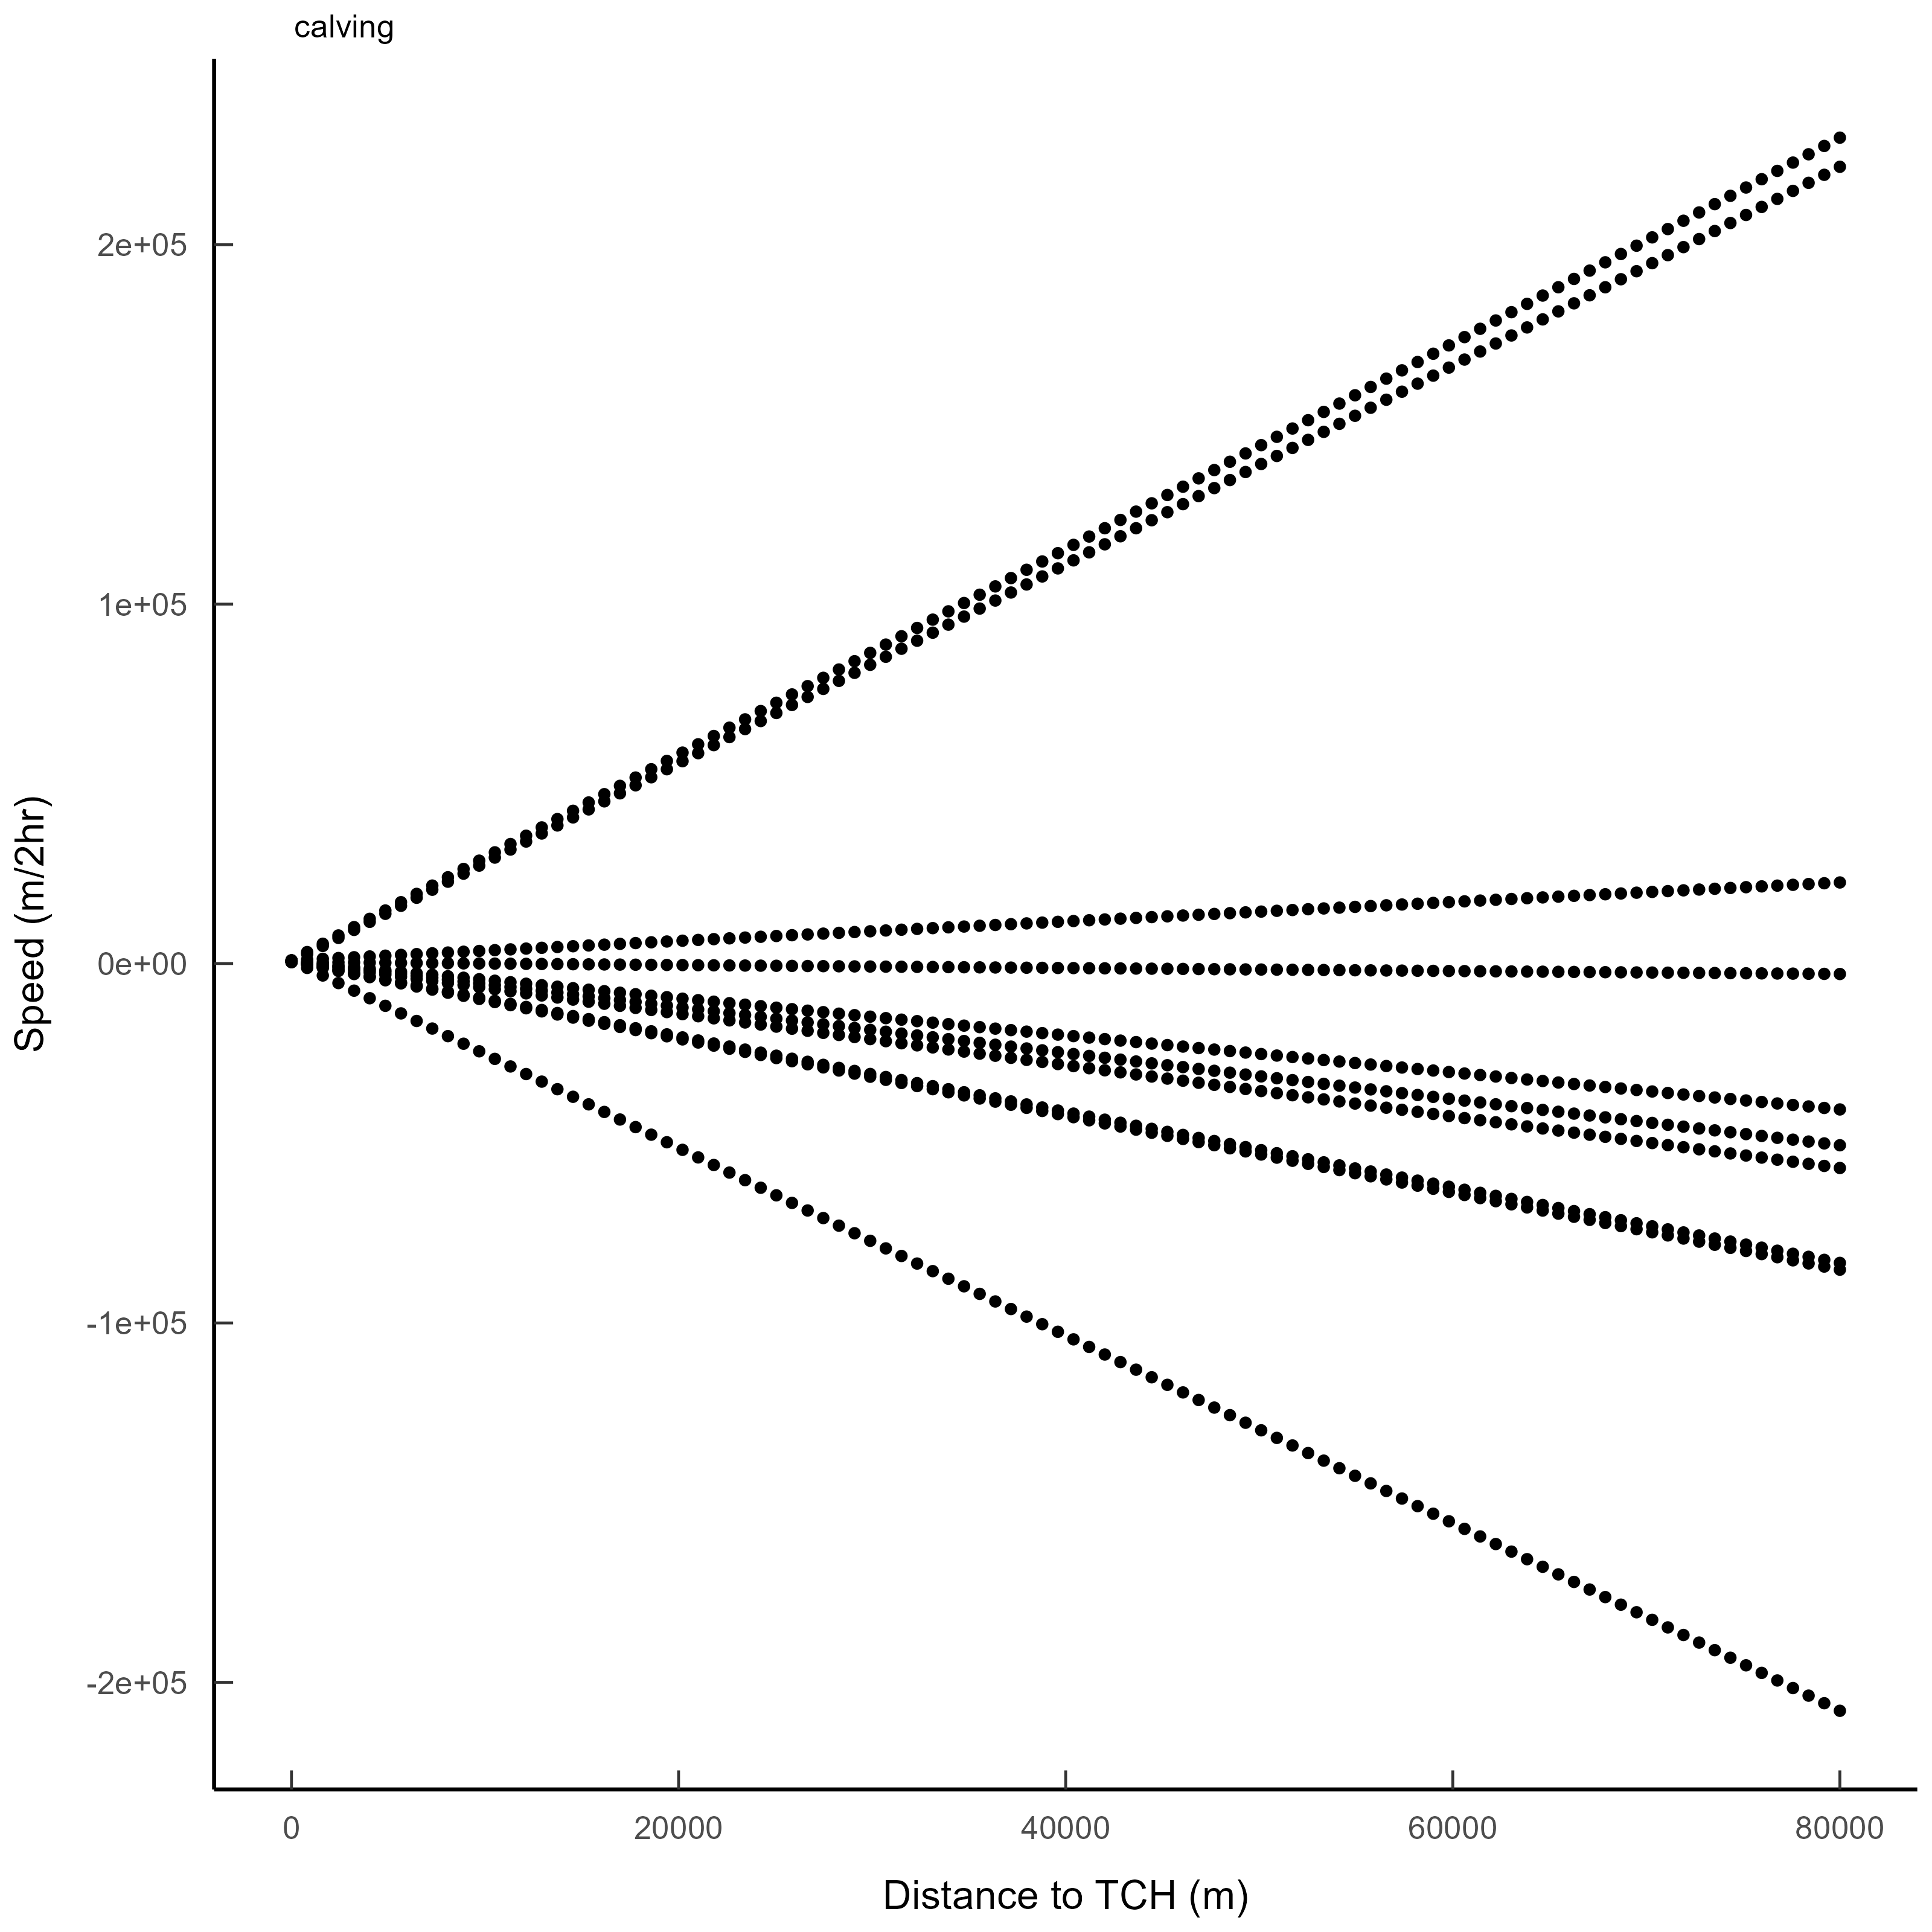 calving
2e+05
1e+05
0e+00
-1e+05
-2e+05
Speed (m/2hr)
0 20000 40000 60000 80000
Distance to TCH (m)